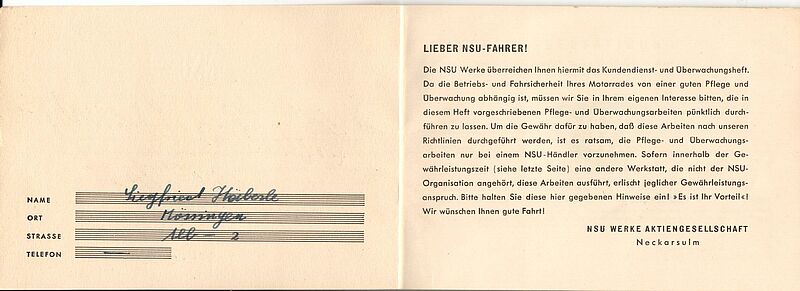 NAME Siegfried Häberle
ORT Mössingen
STRASSE Alb - 2
TELEFON —
LIEBER NSU-FAHRER!
Die NSU Werke überreichen Ihnen hiermit das Kundendienst- und Überwachungsheft.
Da die Betriebs- und Fahrsicherheit Ihres Motorrades von einer guten Pflege und
Überwachung abhängig ist, müssen wir Sie in Ihrem eigenen Interesse bitten, die in
diesem Heft vorgeschriebenen Pflege- und Überwachungsarbeiten pünktlich durch-
führen zu lassen. Um die Gewähr dafür zu haben, daß diese Arbeiten nach unseren
Richtlinien durchgeführt werden, ist es ratsam, die Pflege- und Überwachungs-
arbeiten nur bei einem NSU-Händler vorzunehmen. Sofern innerhalb der Ge-
währleistungszeit (siehe letzte Seite) eine andere Werkstatt, die nicht der NSU-
Organisation angehört, diese Arbeiten ausführt, erlischt jeglicher Gewährleistungs-
anspruch. Bitte halten Sie diese hier gegebenen Hinweise ein! »Es ist Ihr Vorteil«!
Wir wünschen Ihnen gute Fahrt!
NSU WERKE AKTIENGESELLSCHAFT
Neckarsulm